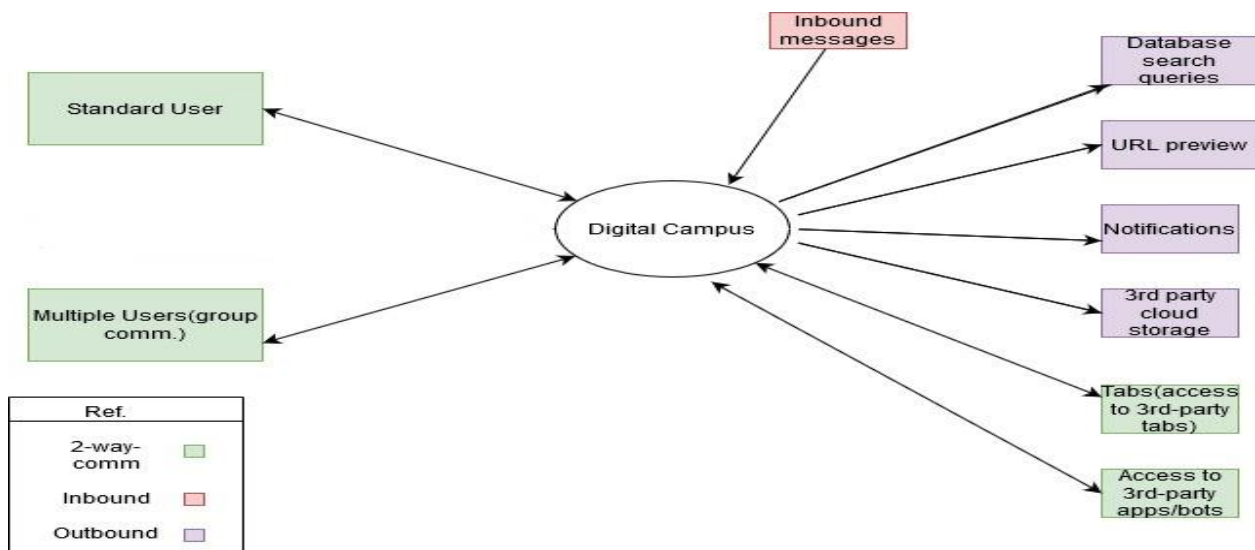 Inbound
messages
Database
search
queries
Standard User
URL preview
Digital Campus
Notifications
Multiple Users(group
comm.)
3rd party
cloud
storage
Tabs(access
to 3rd-party
tabs)
Access to
3rd-party
apps/bots
Ref.
2-way-
comm
Inbound
Outbound